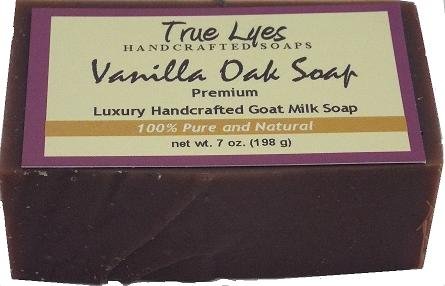 True Lyes
HANDCRAFTED SOAPS
Vanilla Oak Soap
Premium
Luxury Handcrafted Goat Milk Soap
100% Pure and Natural
net wt. 7 oz. (198 g)